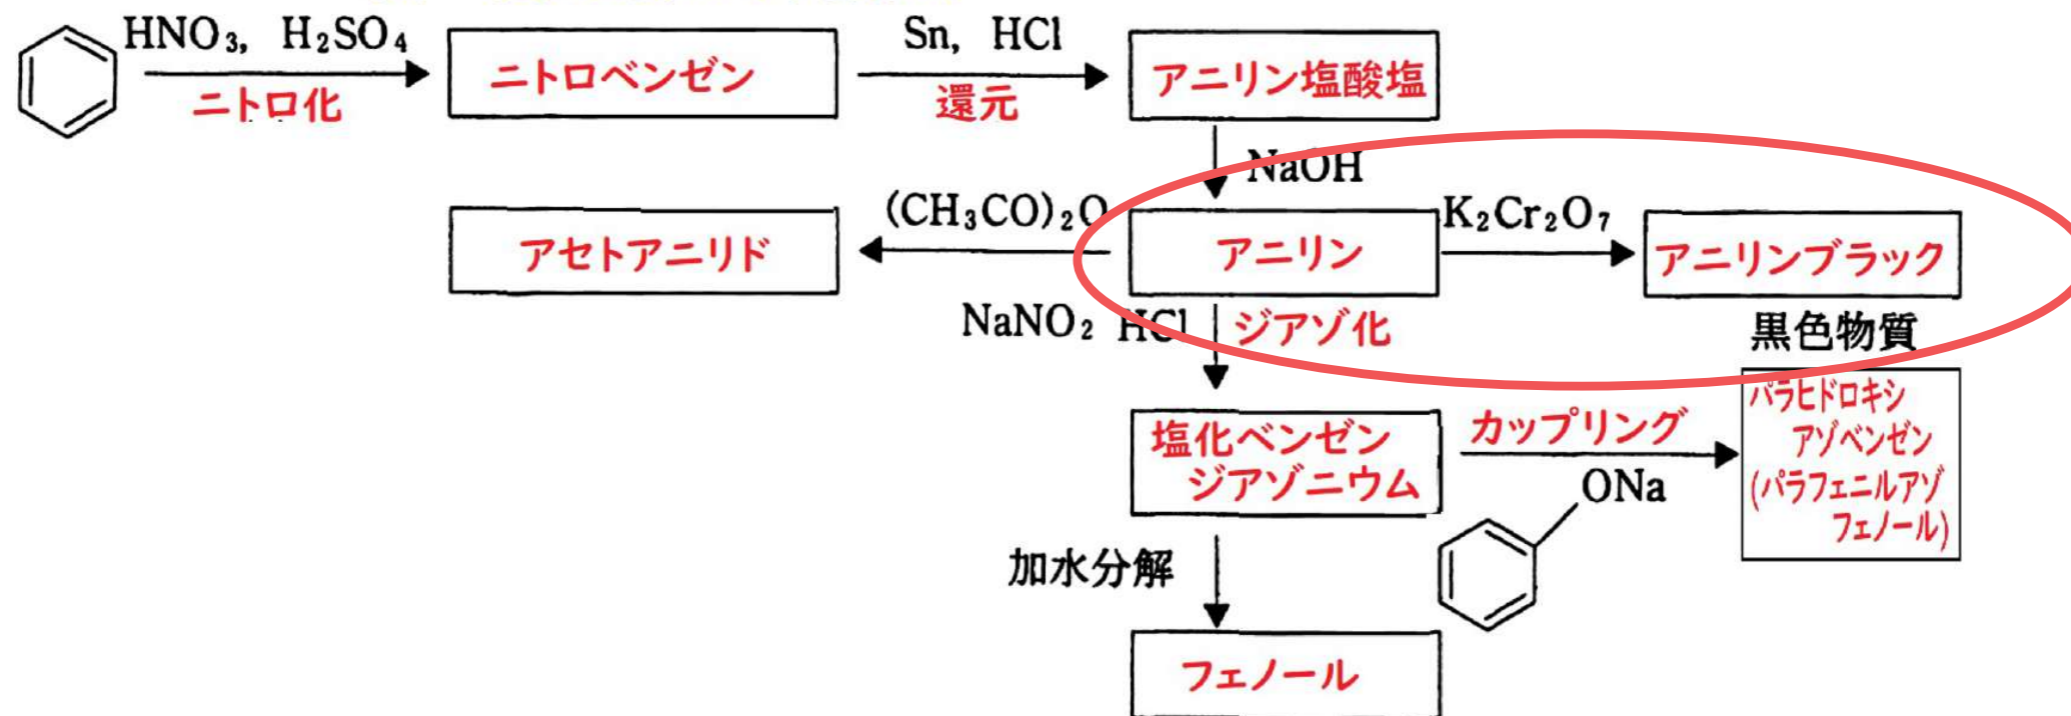 HNO₃, H₂SO₄
ニトロ化
ニトロベンゼン
Sn, HCl
還元
アニリン塩酸塩
NaOH
アセトアニリド
(CH₃CO)₂O
アニリン
K₂Cr₂O₇
アニリンブラック
黒色物質
NaNO₂ HCl
ジアゾ化
塩化ベンゼン
ジアゾニウム
カップリング
ONa
パラヒドロキシ
アゾベンゼン
(パラフェニルアゾ
フェノール)
加水分解
フェノール